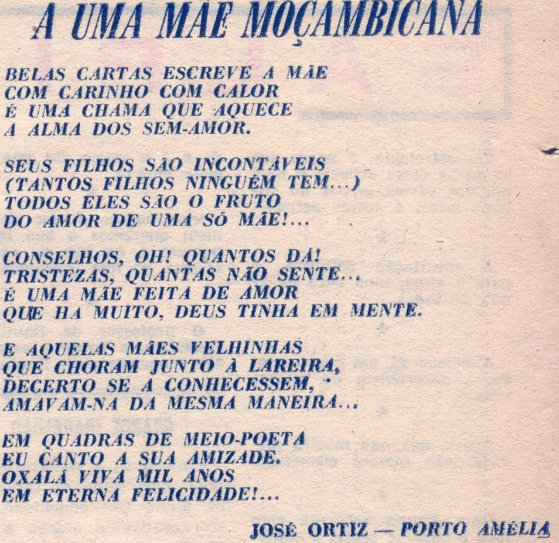 A UMA MÃE MOÇAMBICANA
BELAS CARTAS ESCREVE A MÃE
COM CARINHO COM CALOR
É UMA CHAMA QUE AQUECE
A ALMA DOS SEM-AMOR.
SEUS FILHOS SÃO INCONTÁVEIS
(TANTOS FILHOS NINGUÉM TEM...)
TODOS ELES SÃO O FRUTO
DO AMOR DE UMA SÓ MÃE!...
CONSELHOS, OH! QUANTOS DÁ!
TRISTEZAS, QUANTAS NÃO SENTE...
É UMA MÃE FEITA DE AMOR
QUE HÁ MUITO, DEUS TINHA EM MENTE.
E AQUELAS MÃES VELHINHAS
QUE CHORAM JUNTO À LAREIRA,
DECERTO SE A CONHECESSEM,
AMAVAM-NA DA MESMA MANEIRA...
EM QUADRAS DE MEIO-POETA
EU CANTO A SUA AMIZADE.
OXALÁ VIVA MIL ANOS
EM ETERNA FELICIDADE!...
JOSÉ ORTIZ — PORTO AMÉLIA